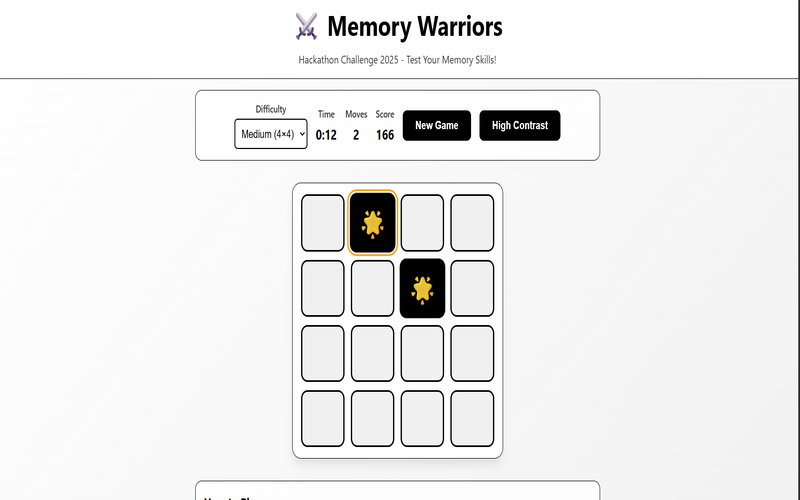 Memory Warriors
Hackathon Challenge 2025 - Test Your Memory Skills!
Difficulty
Medium (4×4)
Time
0:12
Moves
2
Score
166
New Game
High Contrast